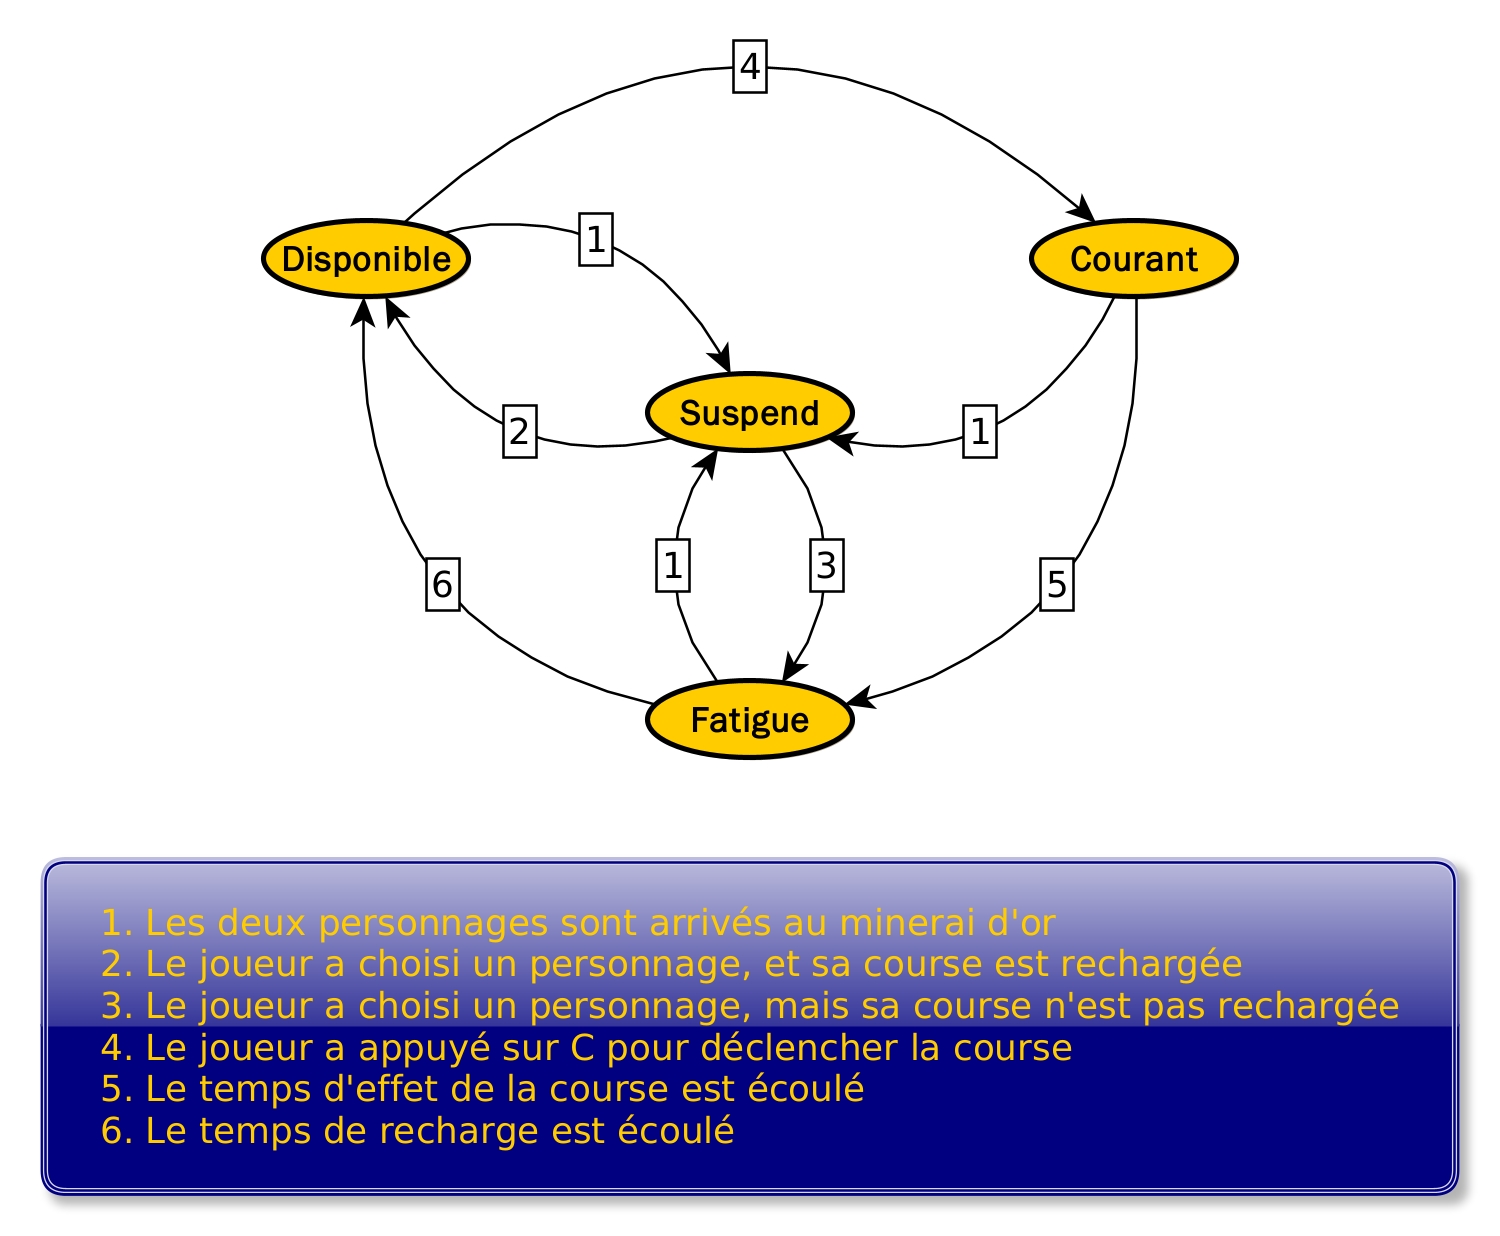 4
1
Disponible
Courant
Suspend
2
1
1
3
6
5
Fatigue
1. Les deux personnages sont arrivés au minerai d'or
2. Le joueur a choisi un personnage, et sa course est rechargée
3. Le joueur a choisi un personnage, mais sa course n'est pas rechargée
4. Le joueur a appuyé sur C pour déclencher la course
5. Le temps d'effet de la course est écoulé
6. Le temps de recharge est écoulé